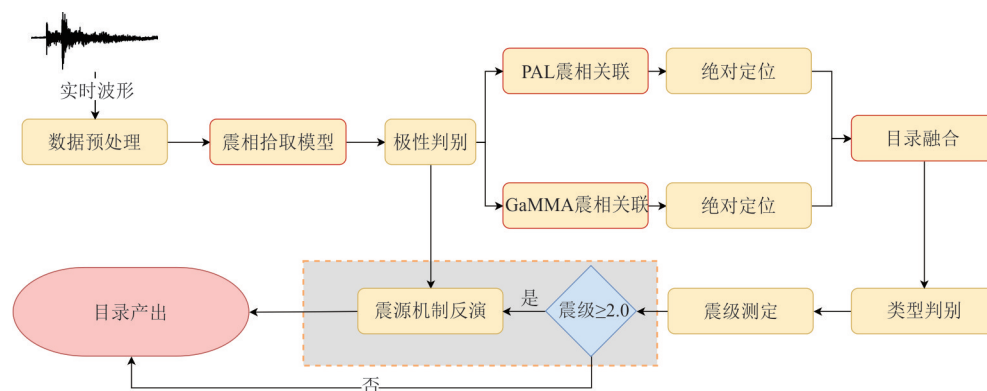 实时波形
数据预处理
震相拾取模型
极性判别
PAL震相关联
绝对定位
GaMMA震相关联
绝对定位
目录融合
类型判别
震级测定
震级≥2.0
是
震源机制反演
目录产出
否